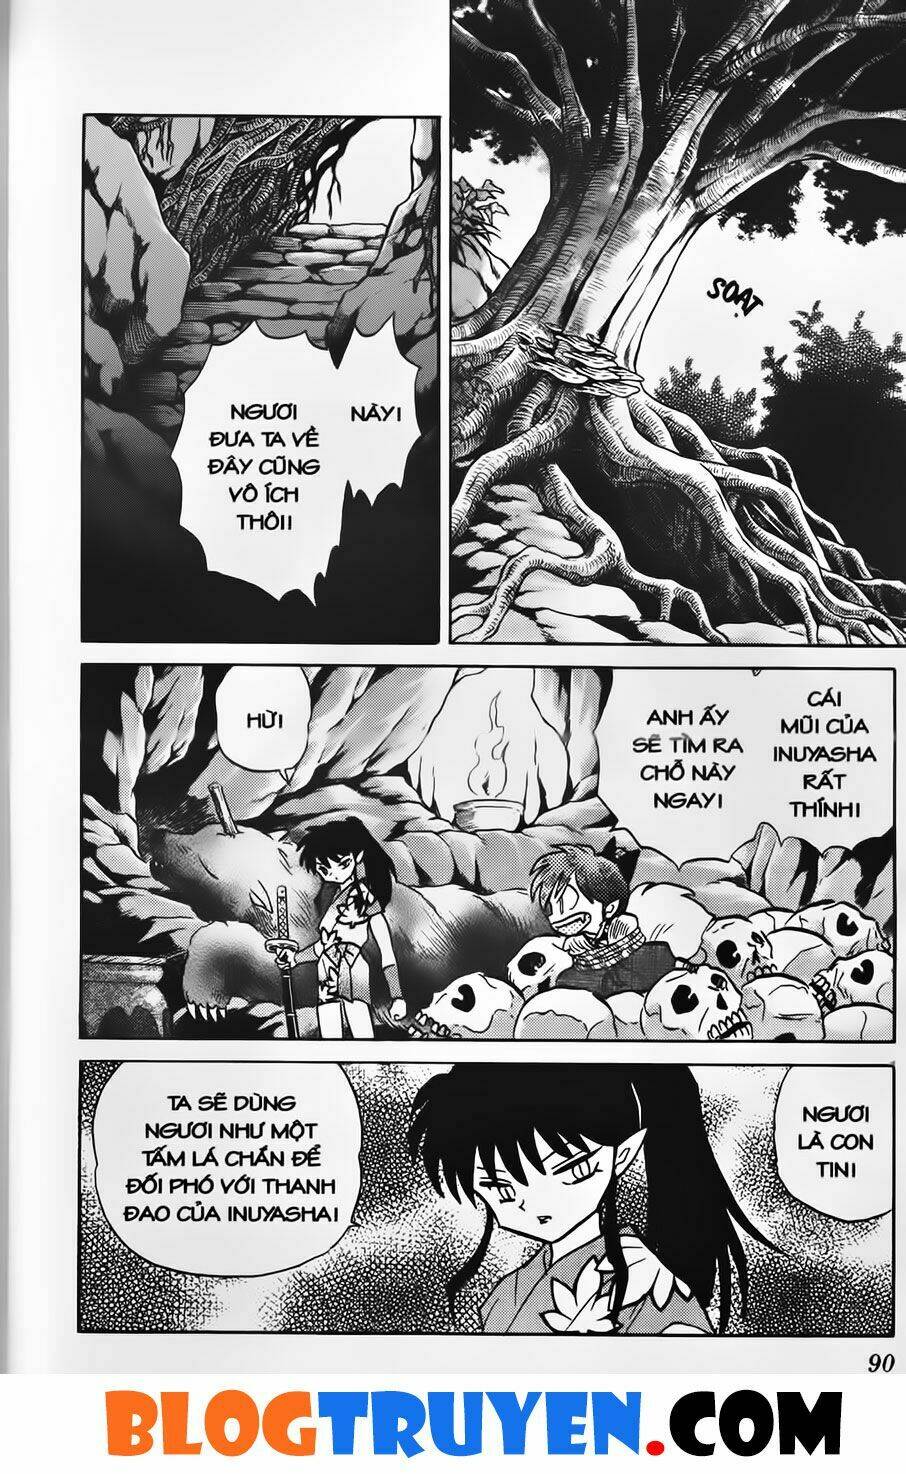 SOẠT
NÀY!
NGƯƠI
ĐƯA TA VỀ
ĐÂY CŨNG
VÔ ÍCH
THÔI!
CÁI
MŨI CỦA
INUYASHA
RẤT
THÍNH!
ANH ẤY
SẼ TÌM RA
CHỖ NÀY
NGAY!
HỪ!
NGƯƠI
LÀ CON
TIN!
TA SẼ DÙNG
NGƯƠI NHƯ MỘT
TẤM LÁ CHẮN ĐỂ
ĐỐI PHÓ VỚI THANH
ĐAO CỦA INUYASHA!
90
BLOGTRUYEN.COM